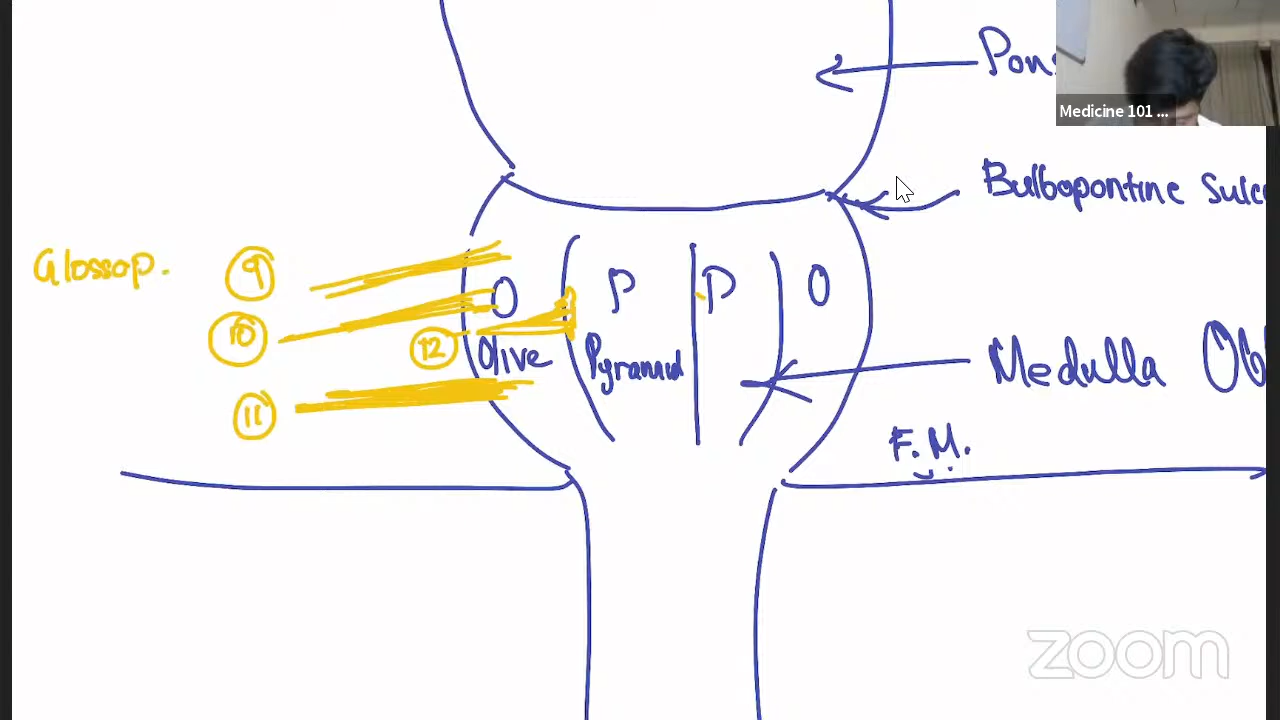 Pons
Medicine 101 ...
Bulbopontine Sulc
Glossop.
9
O
P
P
O
10
12
Olive
Pyramid
Medulla Ob
11
F.M.
zoom